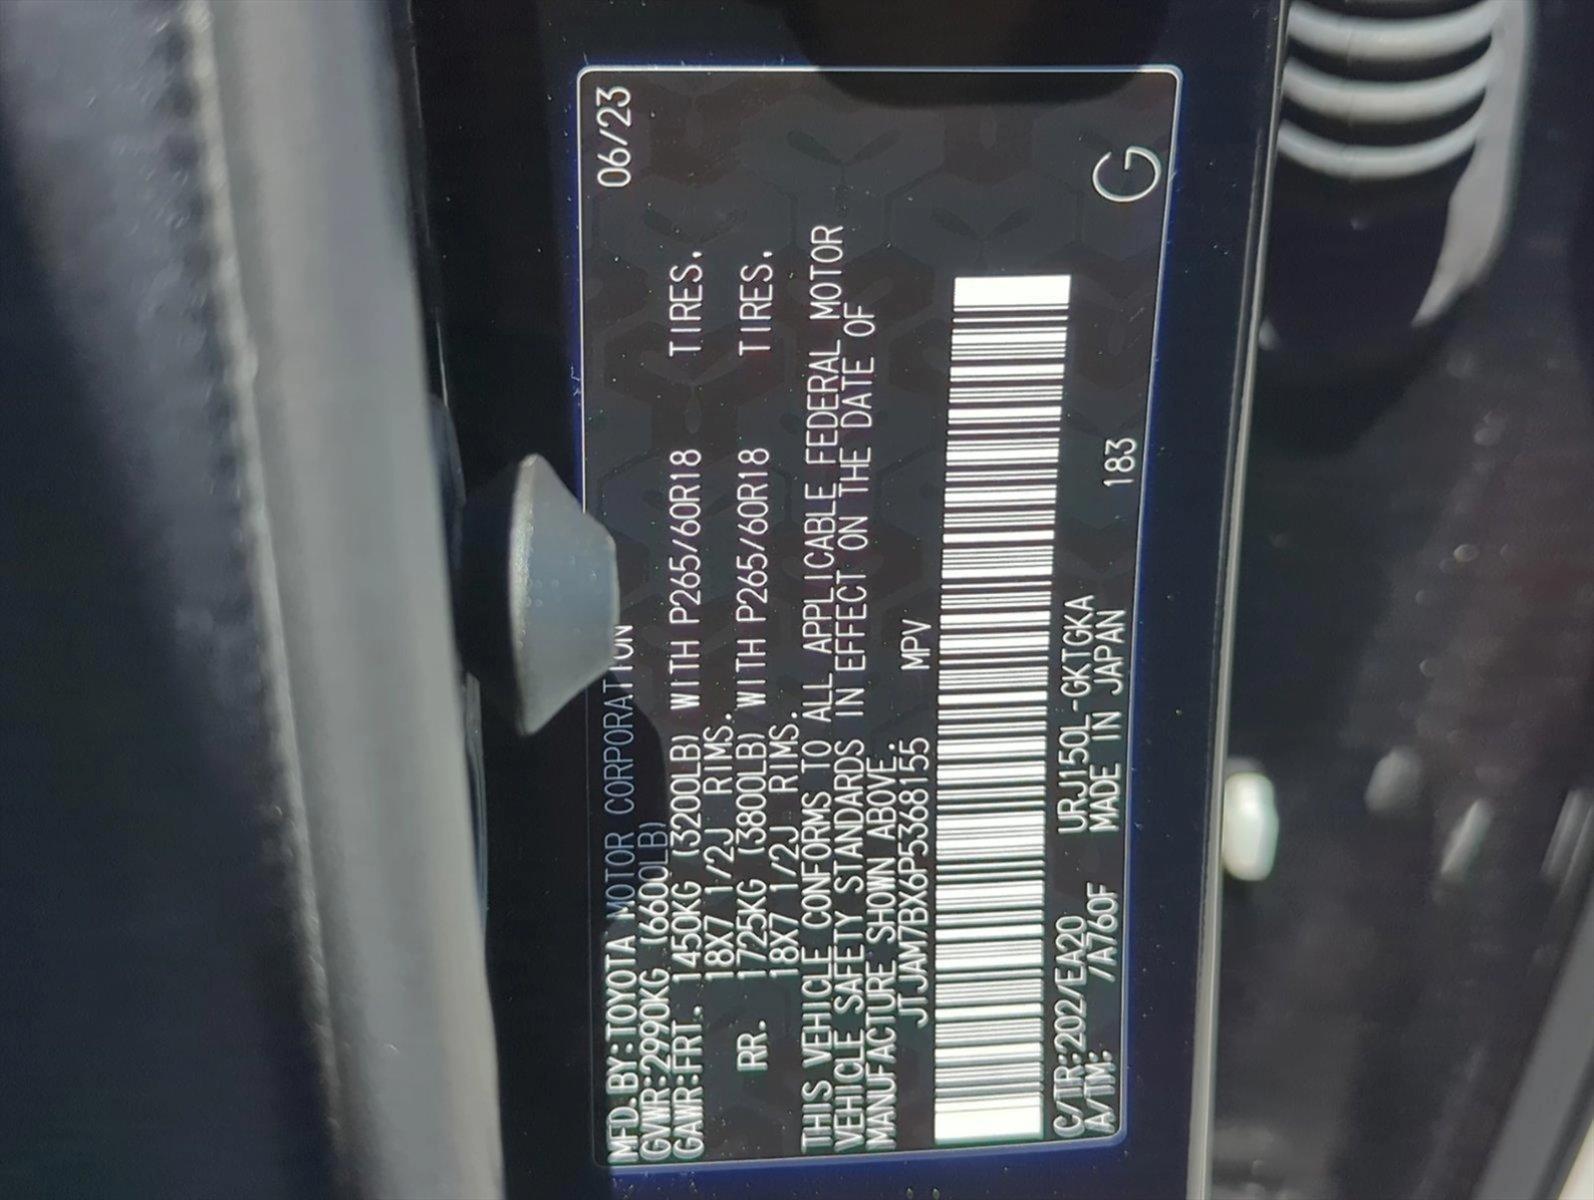 MFD. BY: TOYOTA MOTOR CORPORATION 06/23
GVWR: 2990KG (6600LB)
GAWR: FRT. 1450KG (3200LB) WITH P265/60R18 TIRES.
18X7 1/2J RIMS.
RR. 1725KG (3800LB) WITH P265/60R18 TIRES.
18X7 1/2J RIMS.
THIS VEHICLE CONFORMS TO ALL APPLICABLE FEDERAL MOTOR
VEHICLE SAFETY STANDARDS IN EFFECT ON THE DATE OF
MANUFACTURE SHOWN ABOVE.
JTJAM7BX6P5368155 MPV
C/TR: 202/EA20 URJ150L-GKTGKA
A/TM: /A760F MADE IN JAPAN 183
G